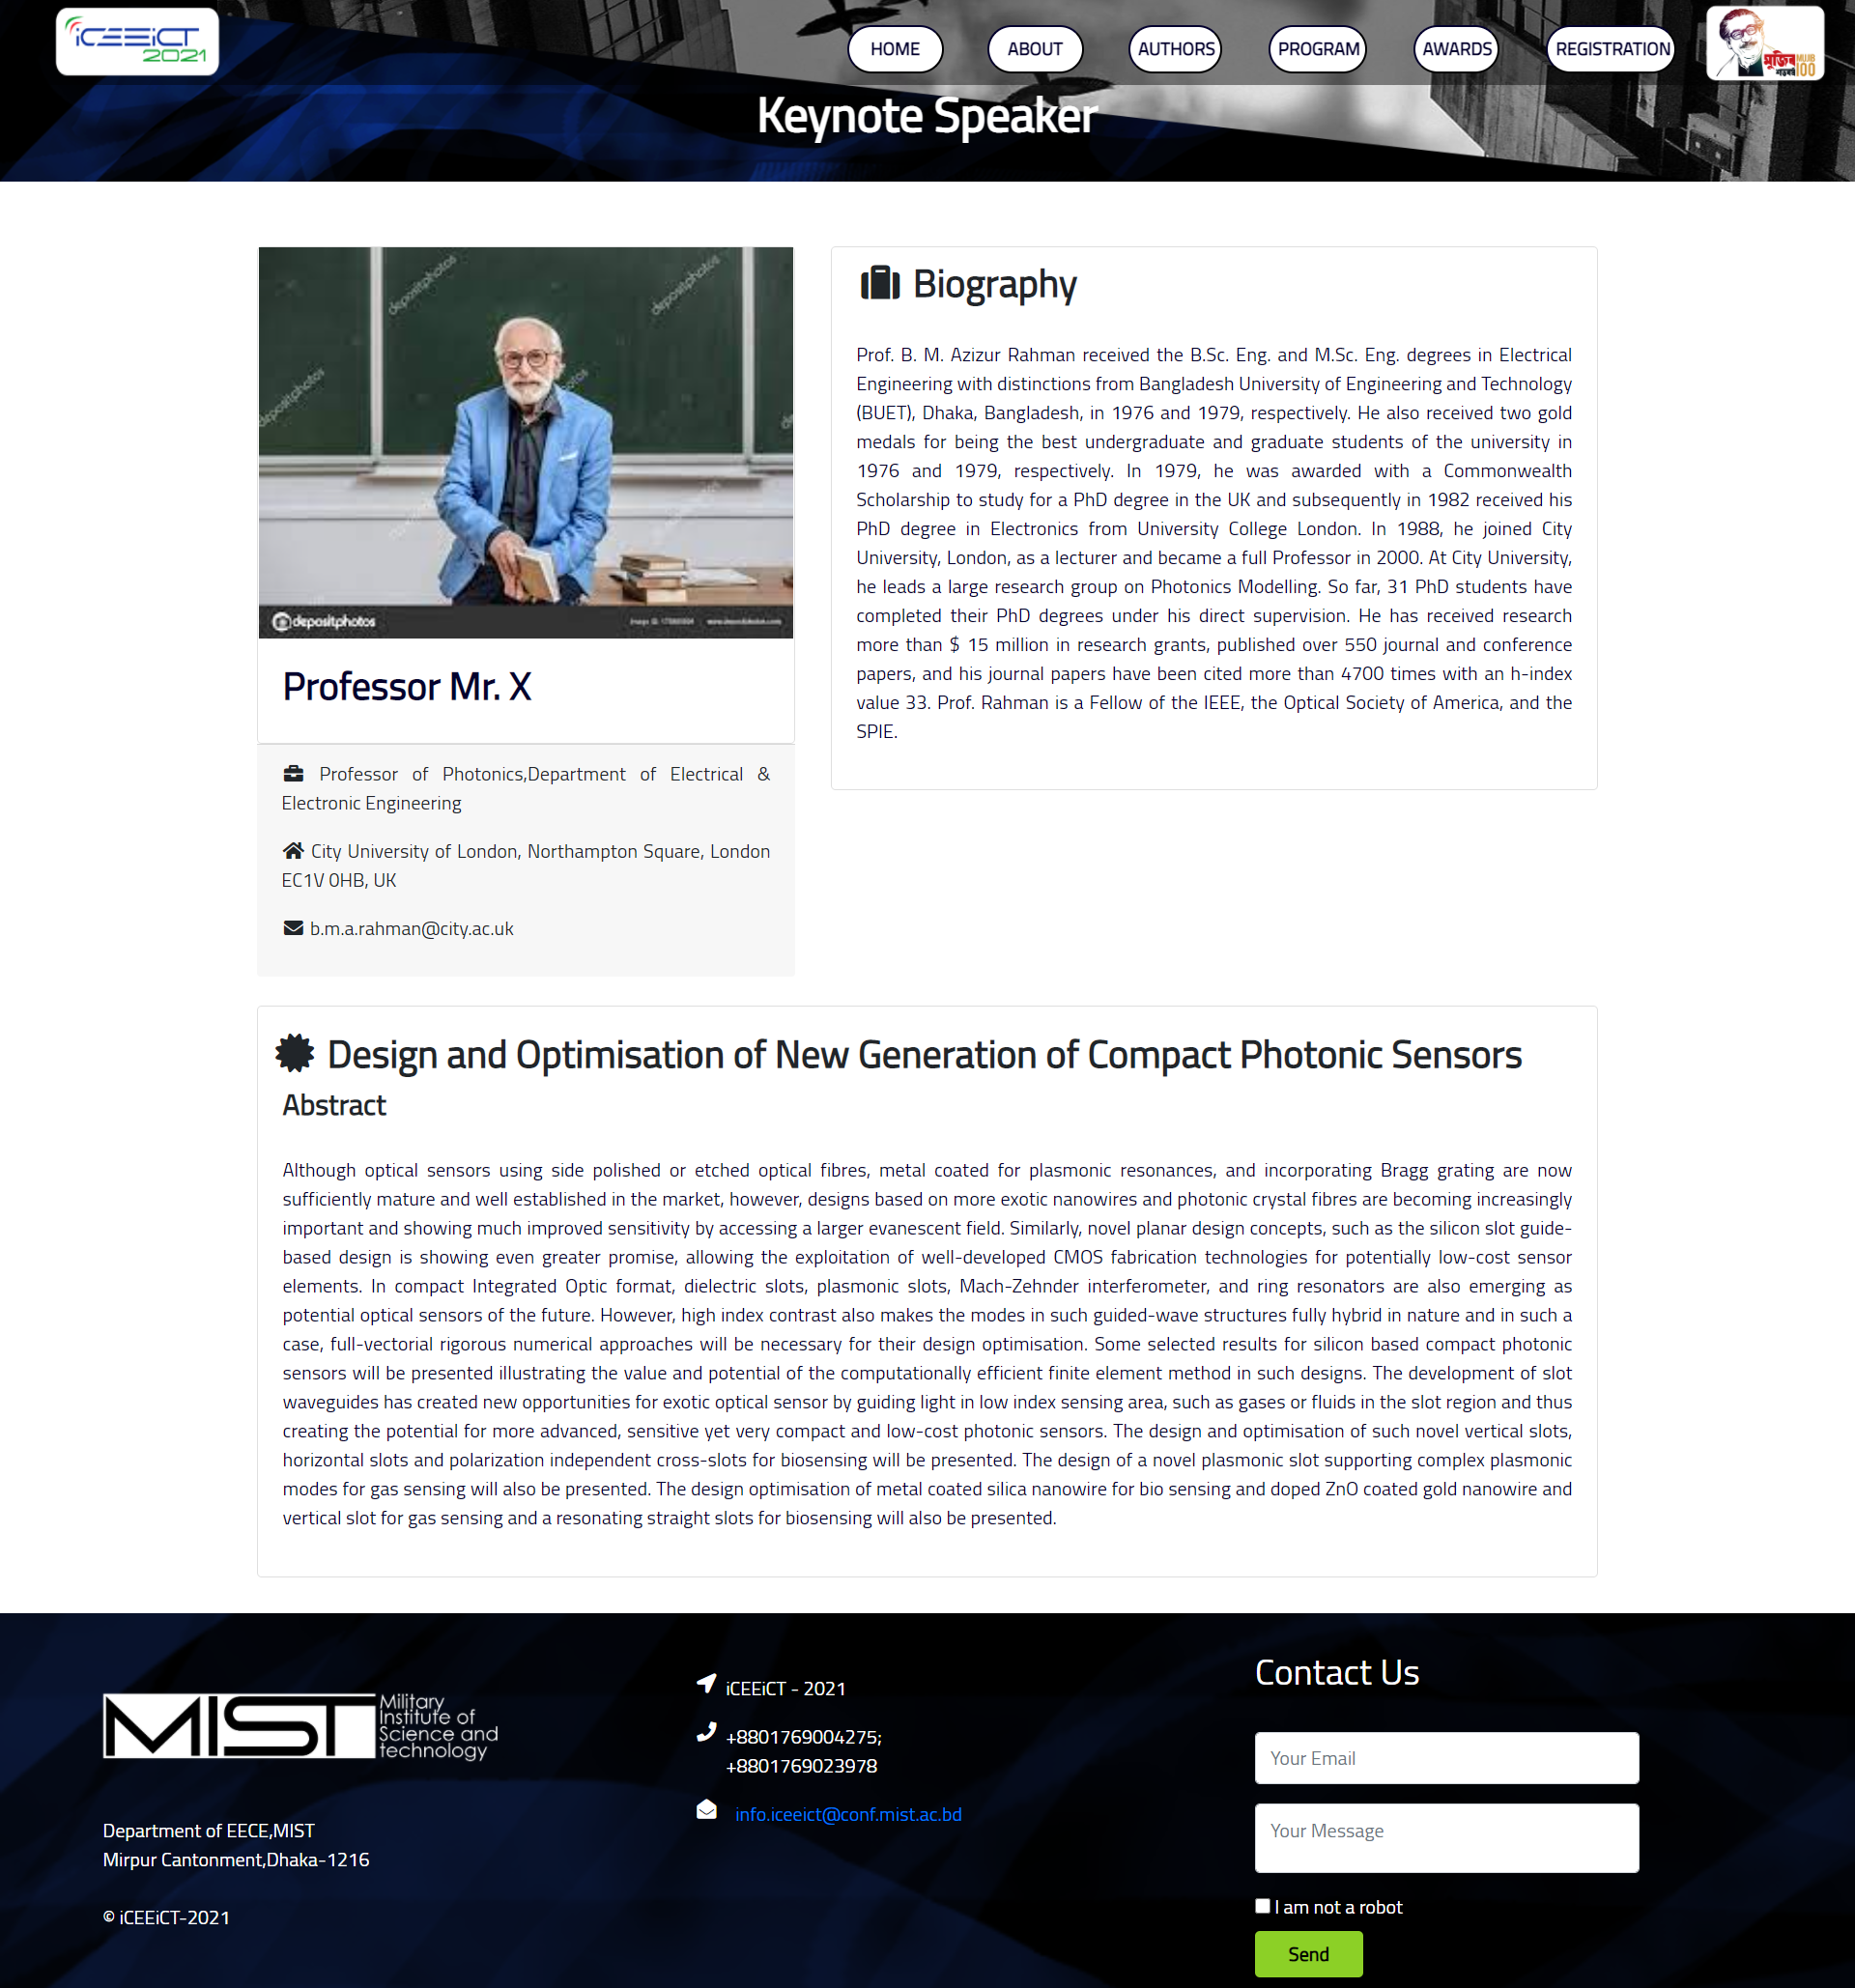 iCEEiCT
2021
HOME
ABOUT
AUTHORS
PROGRAM
AWARDS
REGISTRATION
মুজিব
শতবর্ষ
MUJIB
100
Keynote Speaker
depositphotos
depositphotos
depositphotos
depositphotos
Professor Mr. X
Professor of Photonics,Department of Electrical &
Electronic Engineering
City University of London, Northampton Square, London
EC1V 0HB, UK
b.m.a.rahman@city.ac.uk
Biography
Prof. B. M. Azizur Rahman received the B.Sc. Eng. and M.Sc. Eng. degrees in Electrical
Engineering with distinctions from Bangladesh University of Engineering and Technology
(BUET), Dhaka, Bangladesh, in 1976 and 1979, respectively. He also received two gold
medals for being the best undergraduate and graduate students of the university in
1976 and 1979, respectively. In 1979, he was awarded with a Commonwealth
Scholarship to study for a PhD degree in the UK and subsequently in 1982 received his
PhD degree in Electronics from University College London. In 1988, he joined City
University, London, as a lecturer and became a full Professor in 2000. At City University,
he leads a large research group on Photonics Modelling. So far, 31 PhD students have
completed their PhD degrees under his direct supervision. He has received research
more than $ 15 million in research grants, published over 550 journal and conference
papers, and his journal papers have been cited more than 4700 times with an h-index
value 33. Prof. Rahman is a Fellow of the IEEE, the Optical Society of America, and the
SPIE.
Design and Optimisation of New Generation of Compact Photonic Sensors
Abstract
Although optical sensors using side polished or etched optical fibres, metal coated for plasmonic resonances, and incorporating Bragg grating are now
sufficiently mature and well established in the market, however, designs based on more exotic nanowires and photonic crystal fibres are becoming increasingly
important and showing much improved sensitivity by accessing a larger evanescent field. Similarly, novel planar design concepts, such as the silicon slot guide-
based design is showing even greater promise, allowing the exploitation of well-developed CMOS fabrication technologies for potentially low-cost sensor
elements. In compact Integrated Optic format, dielectric slots, plasmonic slots, Mach-Zehnder interferometer, and ring resonators are also emerging as
potential optical sensors of the future. However, high index contrast also makes the modes in such guided-wave structures fully hybrid in nature and in such a
case, full-vectorial rigorous numerical approaches will be necessary for their design optimisation. Some selected results for silicon based compact photonic
sensors will be presented illustrating the value and potential of the computationally efficient finite element method in such designs. The development of slot
waveguides has created new opportunities for exotic optical sensor by guiding light in low index sensing area, such as gases or fluids in the slot region and thus
creating the potential for more advanced, sensitive yet very compact and low-cost photonic sensors. The design and optimisation of such novel vertical slots,
horizontal slots and polarization independent cross-slots for biosensing will be presented. The design of a novel plasmonic slot supporting complex plasmonic
modes for gas sensing will also be presented. The design optimisation of metal coated silica nanowire for bio sensing and doped ZnO coated gold nanowire and
vertical slot for gas sensing and a resonating straight slots for biosensing will also be presented.
MIST
Military
Institute of
Science and
technology
Department of EECE,MIST
Mirpur Cantonment,Dhaka-1216
© iCEEiCT-2021
iCEEiCT - 2021
+8801769004275;
+8801769023978
info.iceeict@conf.mist.ac.bd
Contact Us
Your Email
Your Message
I am not a robot
Send